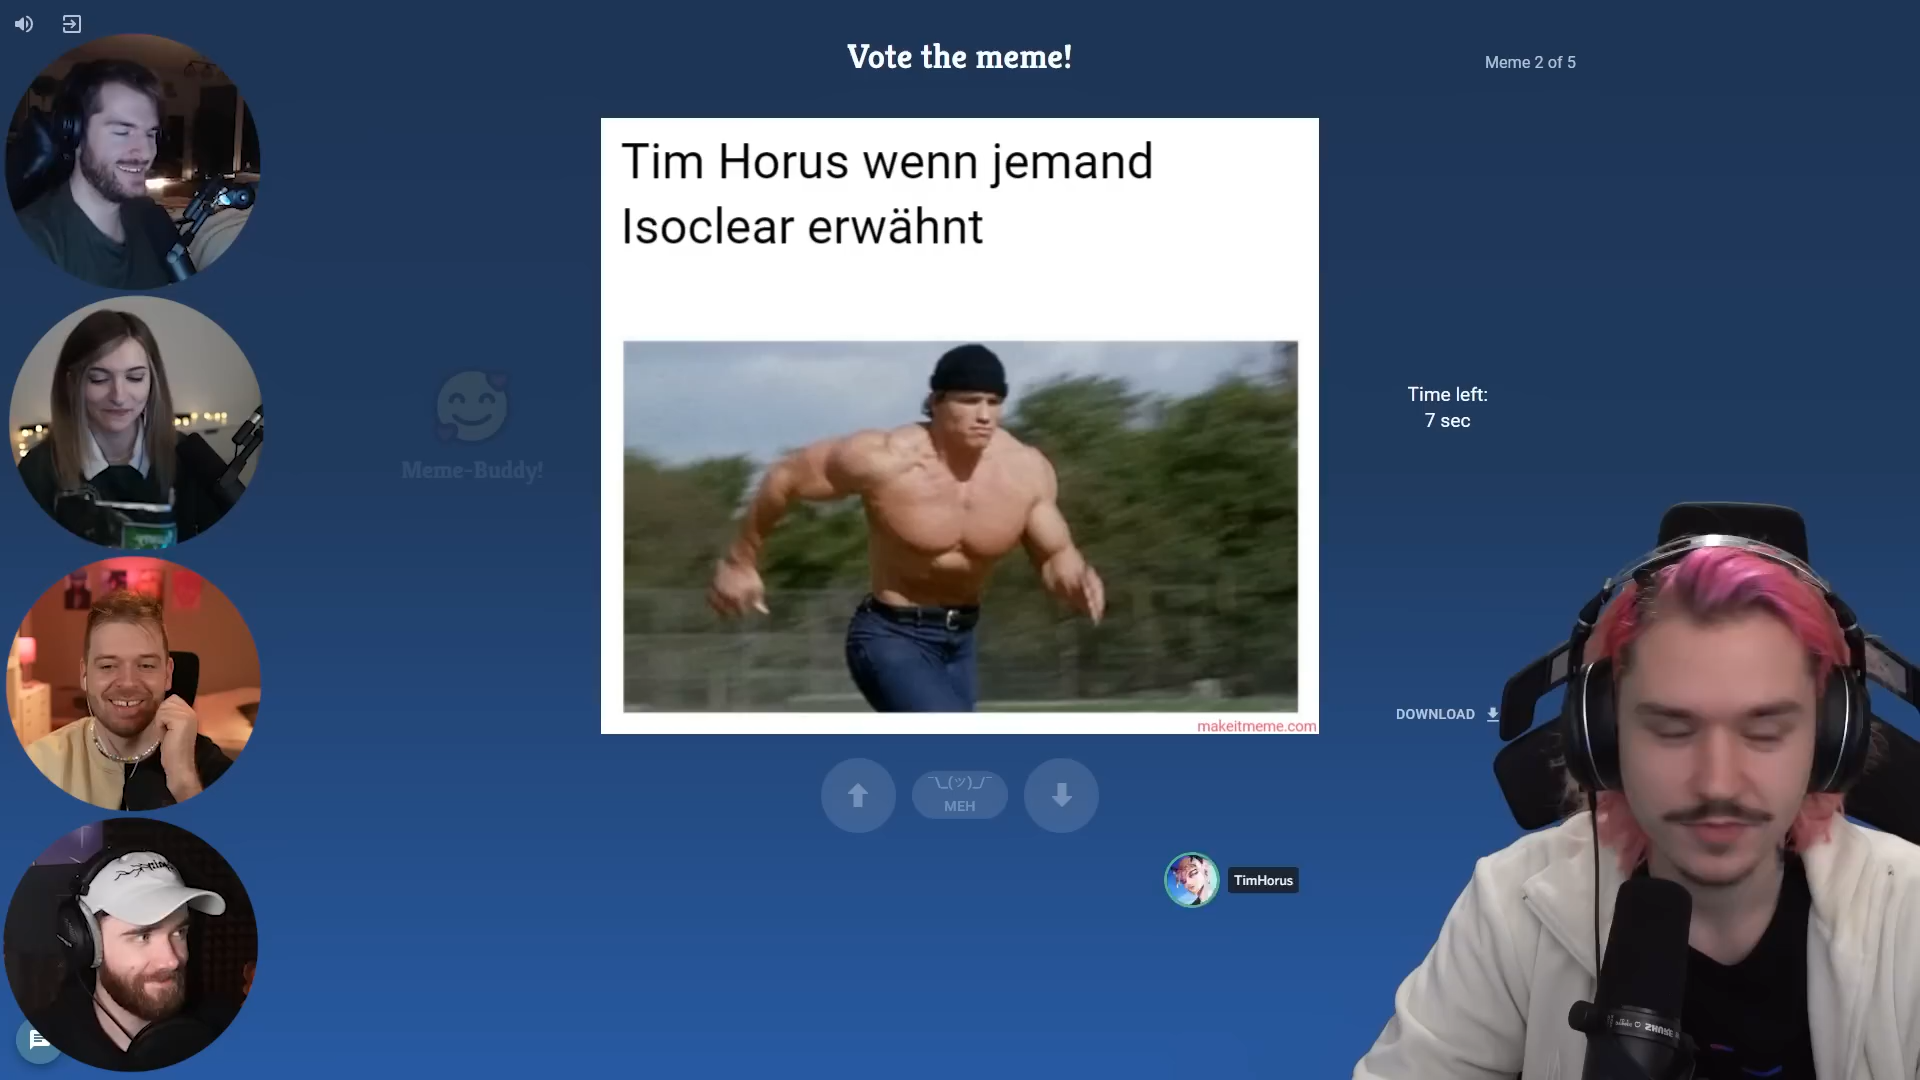 Vote the meme!
Meme 2 of 5
Tim Horus wenn jemand
Isoclear erwähnt
Meme-Buddy!
Time left:
7 sec
DOWNLOAD
makeitmeme.com
¯\_(ツ)_/¯
MEH
TimHorus